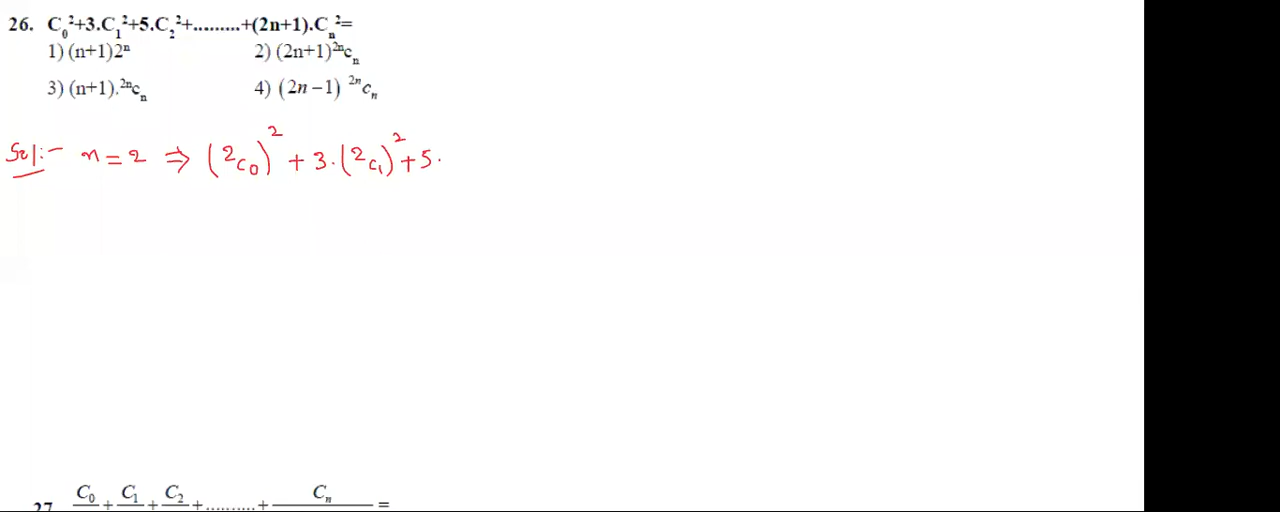 26. C₀²+3.C₁²+5.C₂²+.........+(2n+1).Cₙ²=
1) (n+1)2ⁿ 2) (2n+1)²ⁿcₙ
3) (n+1).²ⁿcₙ 4) (2n−1) ²ⁿcₙ
Sol:- n = 2 ⇒ (²c₀)² + 3.(²c₁)² + 5.
27. C₀ + C₁ + C₂ +..........+ Cₙ =